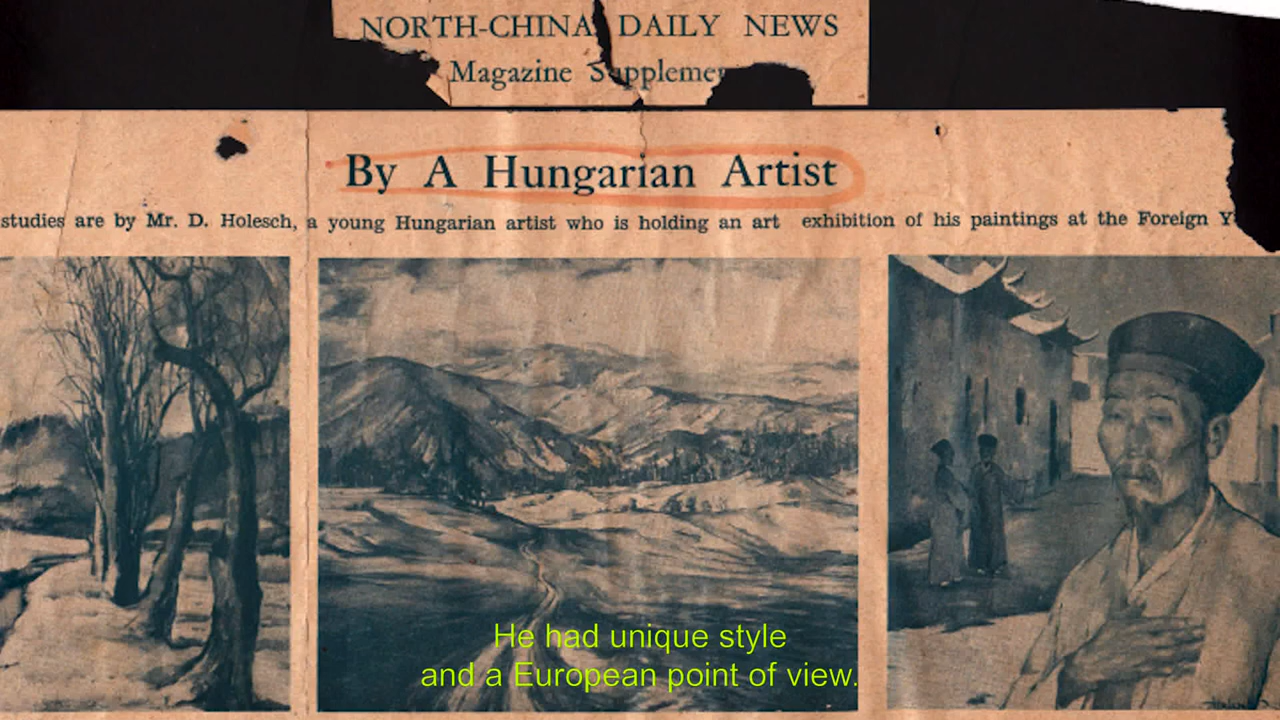 NORTH-CHINA DAILY NEWS
Magazine
By A Hungarian Artist
studies are by Mr. D. Holesch, a young Hungarian artist who is holding an art exhibition of his paintings at the Foreign
He had unique style
and a European point of view.